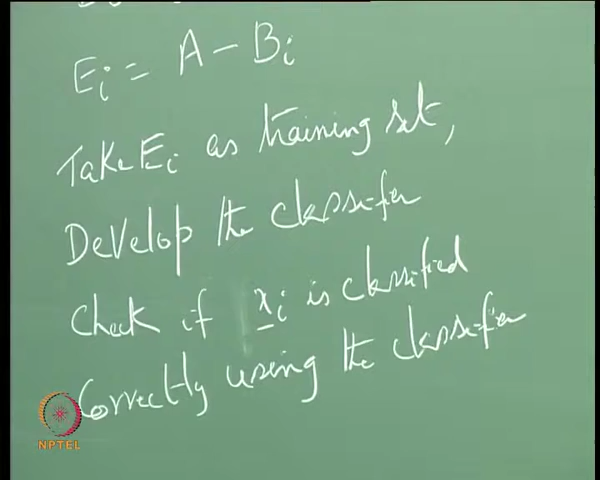 Ei = A - Bi
Take Ei as training set,
Develop the classifier
Check if xi is classified
Correctly using the classifier
NPTEL